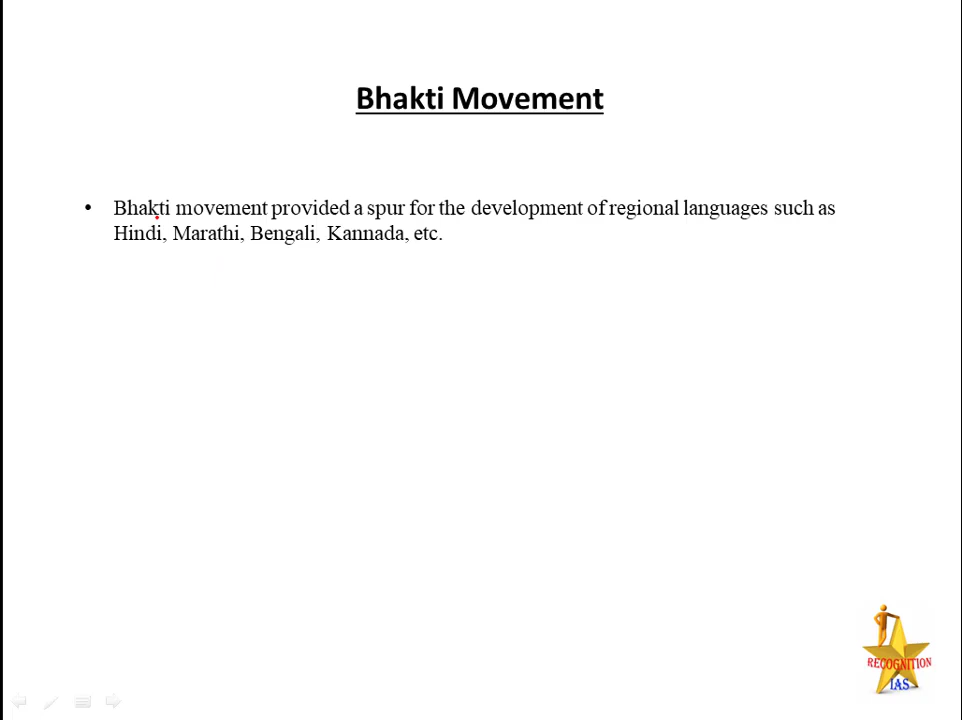 Bhakti Movement
• Bhakti movement provided a spur for the development of regional languages such as
Hindi, Marathi, Bengali, Kannada, etc.
RECOGNITION
IAS